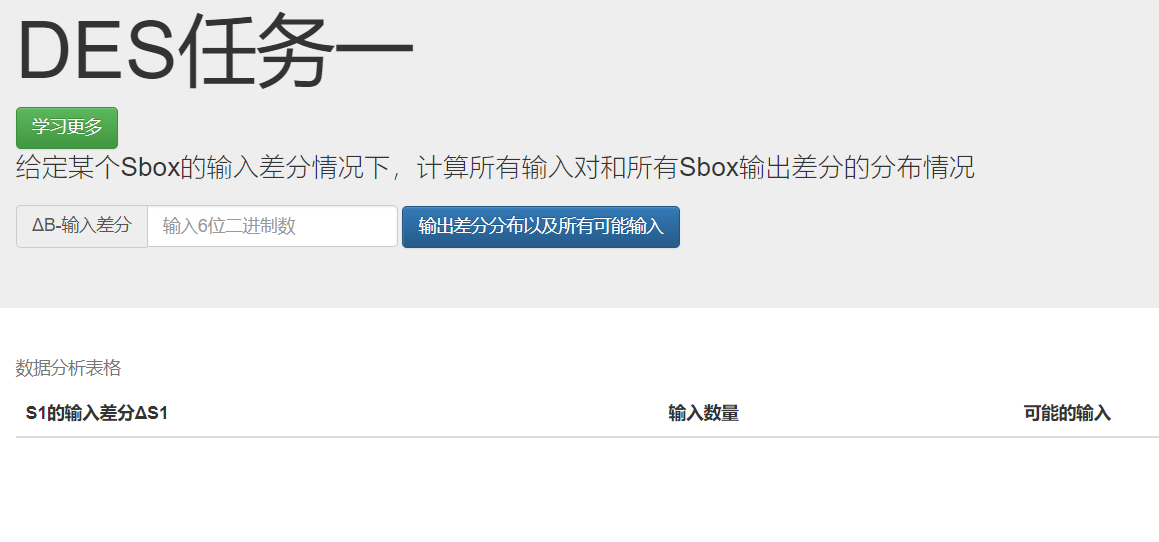 DES任务一
学习更多
给定某个Sbox的输入差分情况下，计算所有输入对和所有Sbox输出差分的分布情况
ΔB-输入差分 输入6位二进制数 输出差分分布以及所有可能输入
数据分析表格
S1的输入差分ΔS1 输入数量 可能的输入